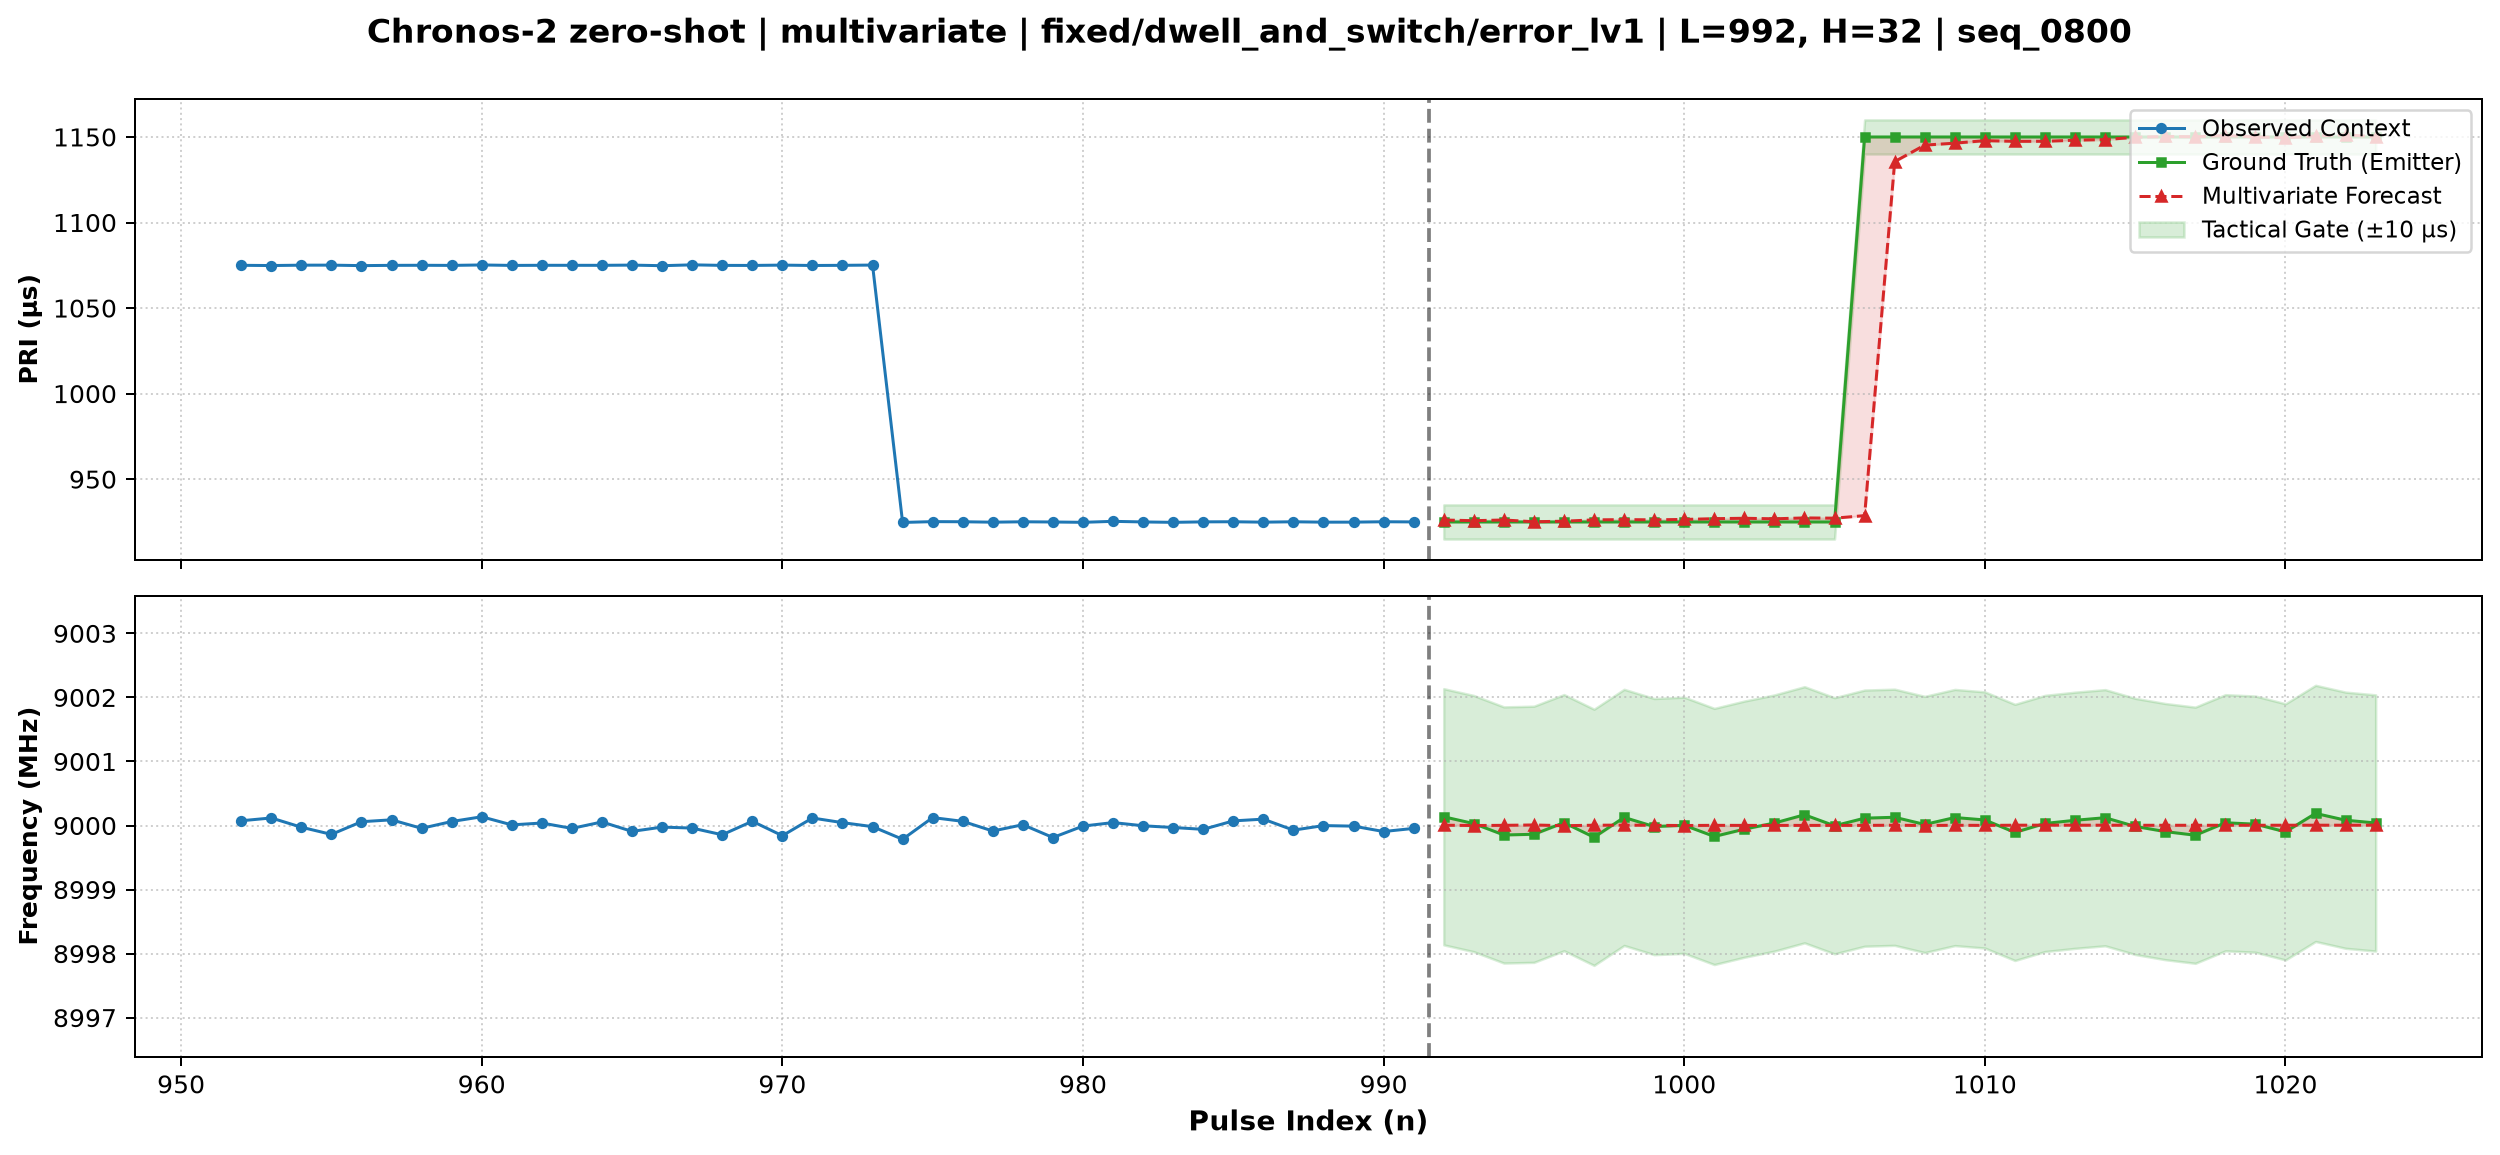 Chronos-2 zero-shot | multivariate | fixed/dwell_and_switch/error_lv1 | L=992, H=32 | seq_0800
1150
1100
1050
1000
950
PRI (µs)
Observed Context
Ground Truth (Emitter)
Multivariate Forecast
Tactical Gate (±10 µs)
9003
9002
9001
9000
8999
8998
8997
Frequency (MHz)
950 960 970 980 990 1000 1010 1020
Pulse Index (n)